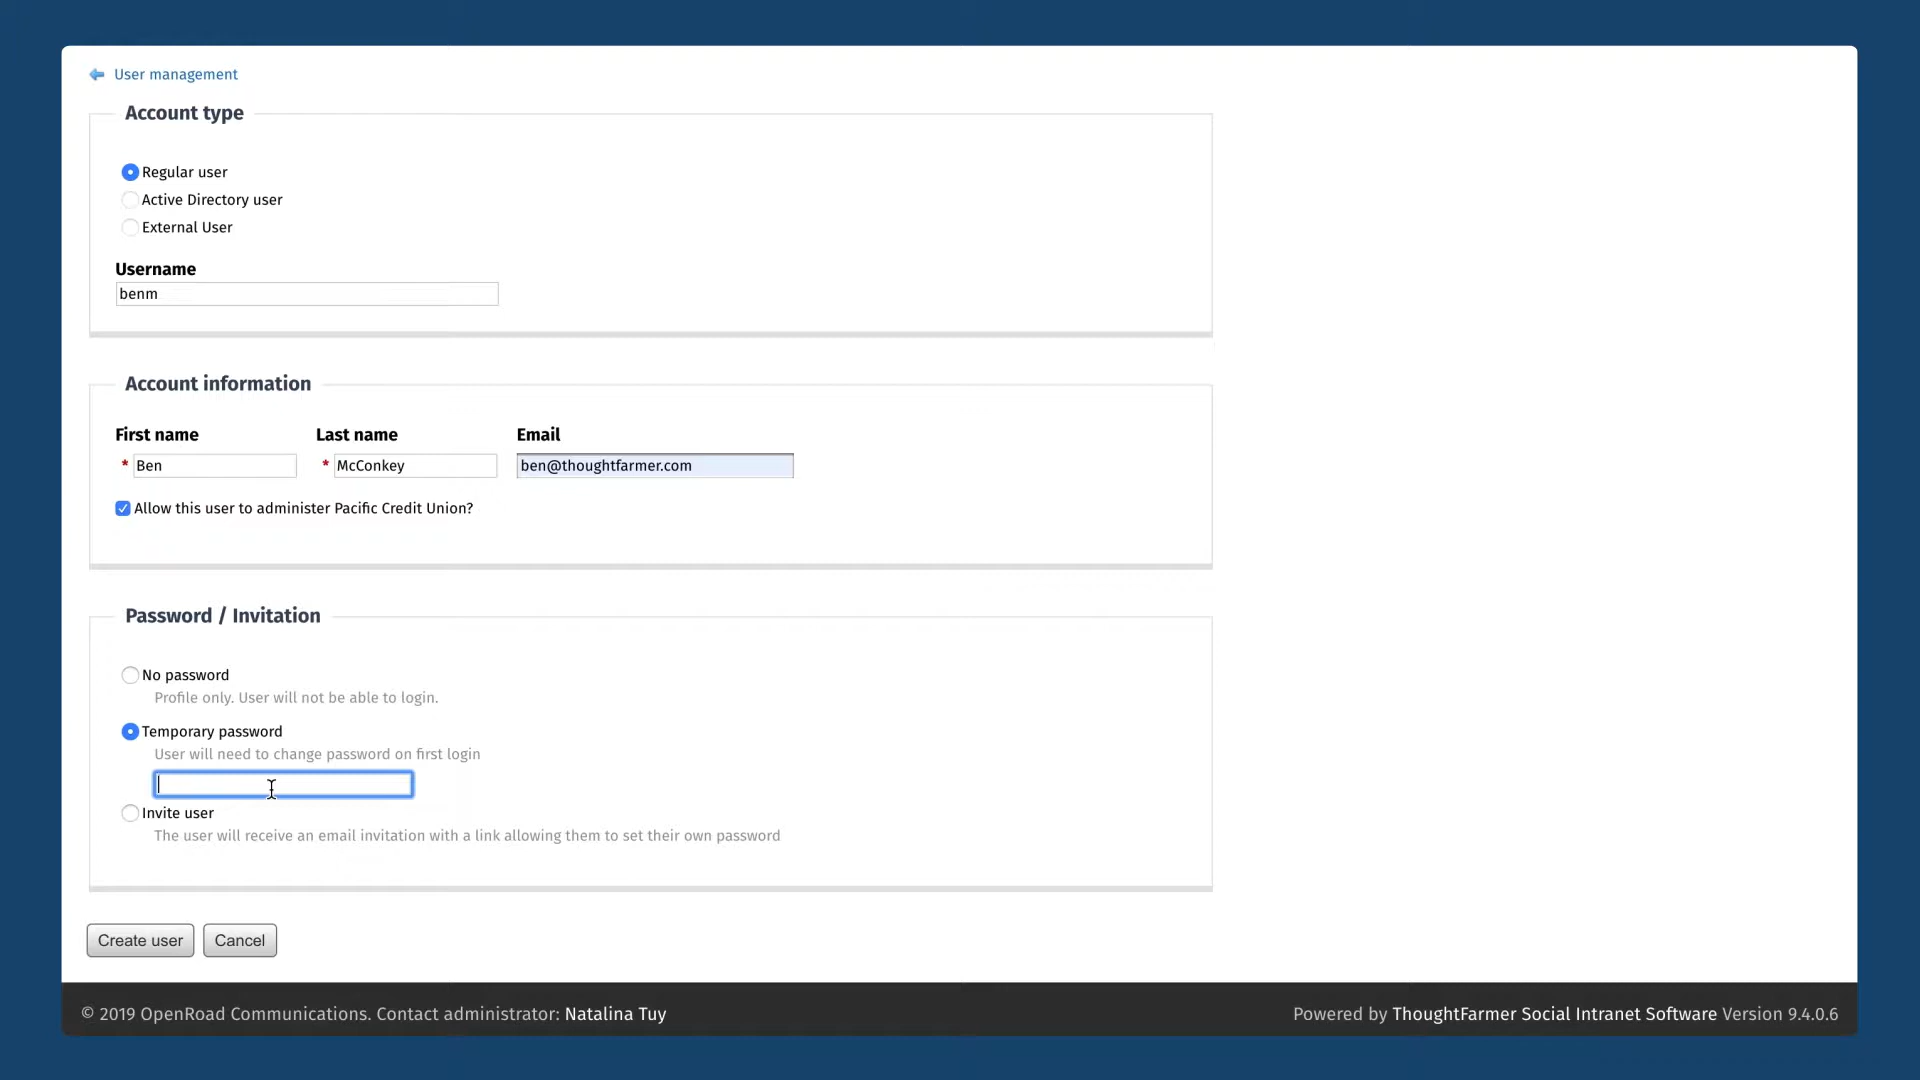 User management
Account type
Regular user
Active Directory user
External User
Username
benm
Account information
First name Last name Email
* Ben * McConkey ben@thoughtfarmer.com
Allow this user to administer Pacific Credit Union?
Password / Invitation
No password
Profile only. User will not be able to login.
Temporary password
User will need to change password on first login
Invite user
The user will receive an email invitation with a link allowing them to set their own password
Create user Cancel
© 2019 OpenRoad Communications. Contact administrator: Natalina Tuy Powered by ThoughtFarmer Social Intranet Software Version 9.4.0.6